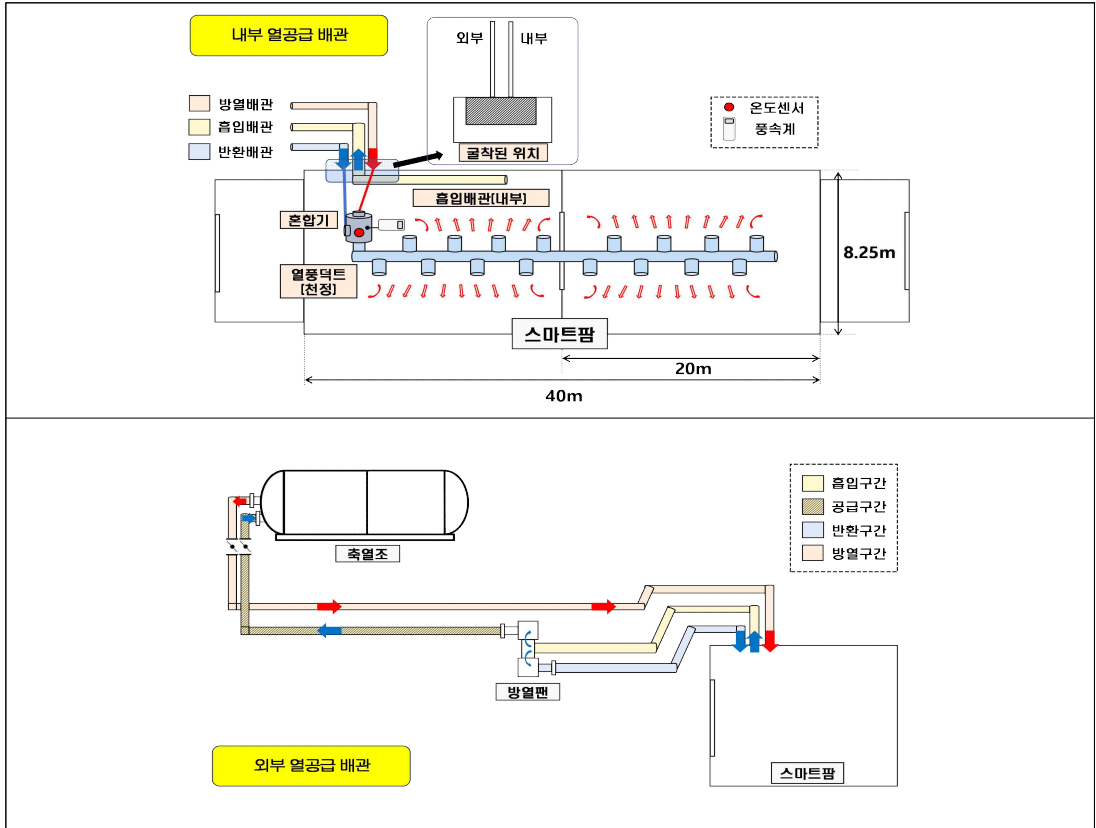 내부 열공급 배관
외부
내부
굴착된 위치
방열배관
흡입배관
반환배관
온도센서
풍속계
흡입배관[내부]
혼합기
열풍덕트
[천정]
8.25m
스마트팜
20m
40m
축열조
흡입구간
공급구간
반환구간
방열구간
방열팬
외부 열공급 배관
스마트팜